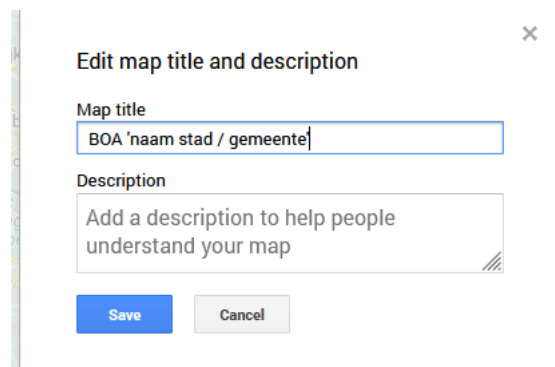 Edit map title and description
Map title
BOA 'naam stad / gemeente'
Description
Add a description to help people
understand your map
Save
Cancel